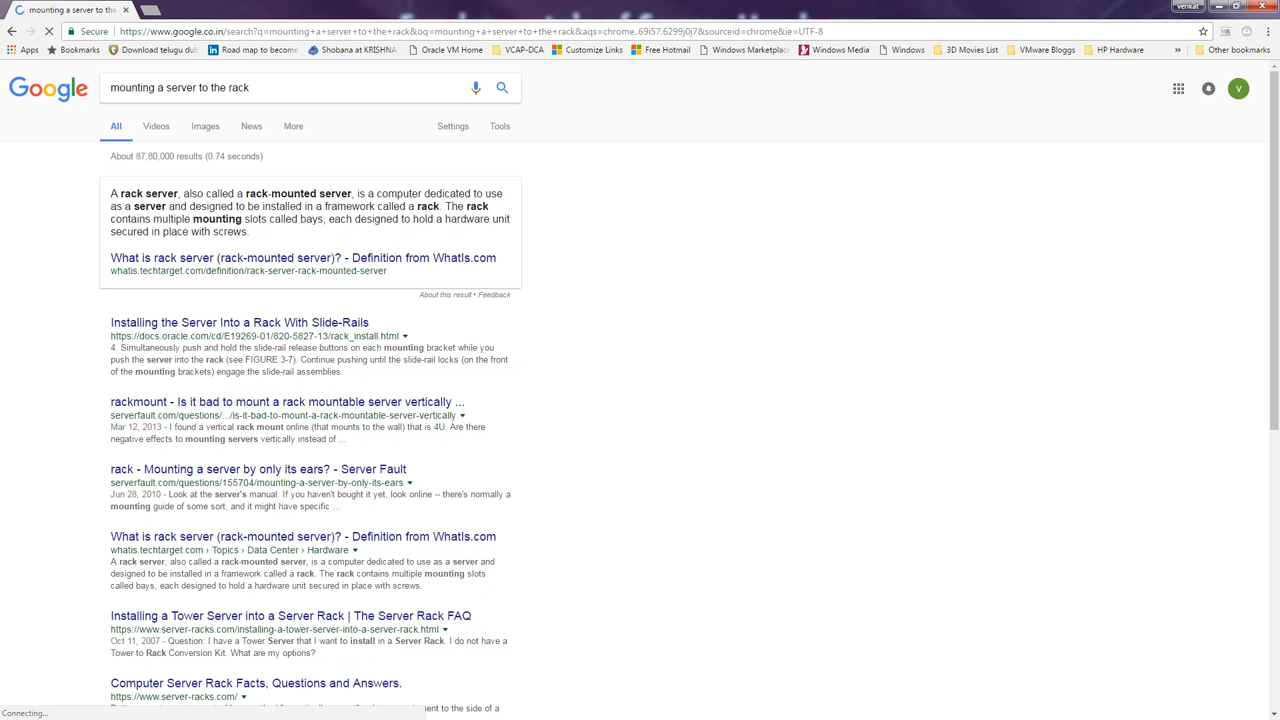 mounting a server to the
venkat
Secure
https://www.google.co.in/search?q=mounting+a+server+to+the+rack&oq=mounting+a+server+to+the+rack&aqs=chrome..69i57.6299j0j7&sourceid=chrome&ie=UTF-8
Apps Bookmarks Download telugu dub Road map to become Shobana at KRISHNA Oracle VM Home VCAP-DCA Customize Links Free Hotmail Windows Marketplace Windows Media Windows 3D Movies List VMware Bloggs HP Hardware » Other bookmarks
Google
mounting a server to the rack
V
All Videos Images News More Settings Tools
About 87,80,000 results (0.74 seconds)
A rack server, also called a rack-mounted server, is a computer dedicated to use
as a server and designed to be installed in a framework called a rack. The rack
contains multiple mounting slots called bays, each designed to hold a hardware unit
secured in place with screws.
What is rack server (rack-mounted server)? - Definition from WhatIs.com
whatis.techtarget.com/definition/rack-server-rack-mounted-server
About this result • Feedback
Installing the Server Into a Rack With Slide-Rails
https://docs.oracle.com/cd/E19269-01/820-5827-13/rack_install.html
4. Simultaneously push and hold the slide-rail release buttons on each mounting bracket while you
push the server into the rack (see FIGURE 3-7). Continue pushing until the slide-rail locks (on the front
of the mounting brackets) engage the slide-rail assemblies.
rackmount - Is it bad to mount a rack mountable server vertically ...
serverfault.com/questions/.../is-it-bad-to-mount-a-rack-mountable-server-vertically
Mar 12, 2013 - I found a vertical rack mount online (that mounts to the wall) that is 4U. Are there
negative effects to mounting servers vertically instead of ...
rack - Mounting a server by only its ears? - Server Fault
serverfault.com/questions/155704/mounting-a-server-by-only-its-ears
Jun 28, 2010 - Look at the server's manual. If you haven't bought it yet, look online -- there's normally a
mounting guide of some sort, and it might have specific ...
What is rack server (rack-mounted server)? - Definition from WhatIs.com
whatis.techtarget.com › Topics › Data Center › Hardware
A rack server, also called a rack-mounted server, is a computer dedicated to use as a server and
designed to be installed in a framework called a rack. The rack contains multiple mounting slots
called bays, each designed to hold a hardware unit secured in place with screws.
Installing a Tower Server into a Server Rack | The Server Rack FAQ
https://www.server-racks.com/installing-a-tower-server-into-a-server-rack.html
Oct 11, 2007 - Question: I have a Tower Server that I want to install in a Server Rack. I do not have a
Tower to Rack Conversion Kit. What are my options?
Computer Server Rack Facts, Questions and Answers.
https://www.server-racks.com/
ment to the side of a
Connecting...